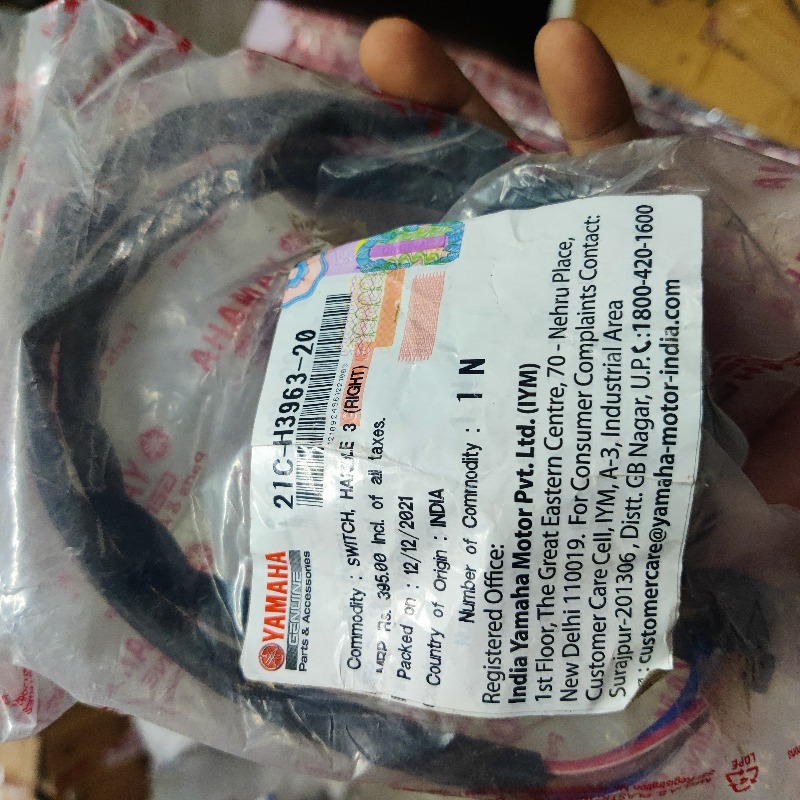 YAMAHA
GENUINE
Parts & Accessories
21C-H3963-20
Commodity : SWITCH, HANDLE 3 (RIGHT)
MRP Rs. 395.00 Incl. of all taxes.
Packed on : 12/12/2021
Country of Origin : INDIA
Number of Commodity : 1 N
Registered Office:
India Yamaha Motor Pvt. Ltd. (IYM)
1st Floor, The Great Eastern Centre, 70 - Nehru Place,
New Delhi 110019. For Consumer Complaints Contact:
Customer Care Cell, IYM, A-3, Industrial Area
Surajpur-201306, Distt. GB Nagar, U.P. :1800-420-1600
: customercare@yamaha-motor-india.com
YAMAHA
LDPE